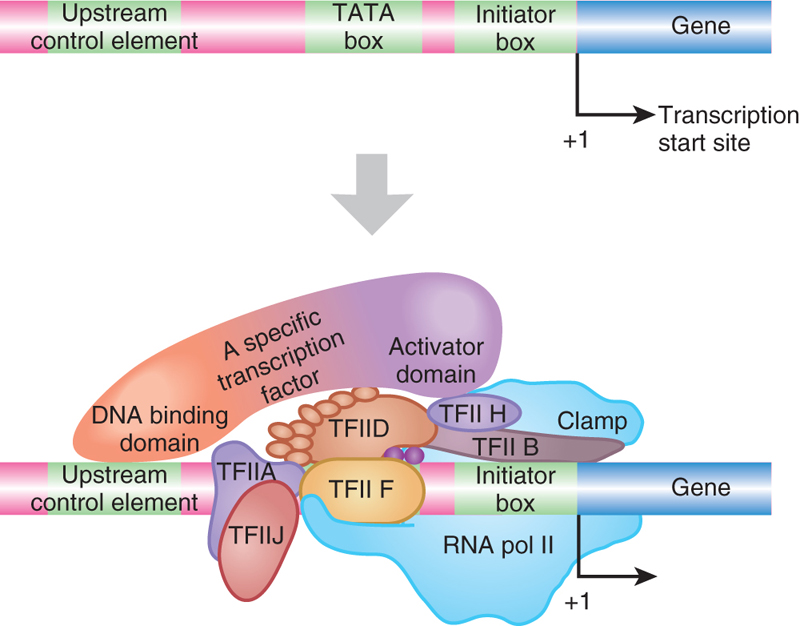 Upstream
control element
TATA
box
Initiator
box
Gene
+1
Transcription
start site
A specific
transcription
factor
Activator
domain
DNA binding
domain
TFIID
TFII H
Clamp
TFII B
Upstream
control element
TFIIA
TFII F
Initiator
box
Gene
TFIIJ
RNA pol II
+1